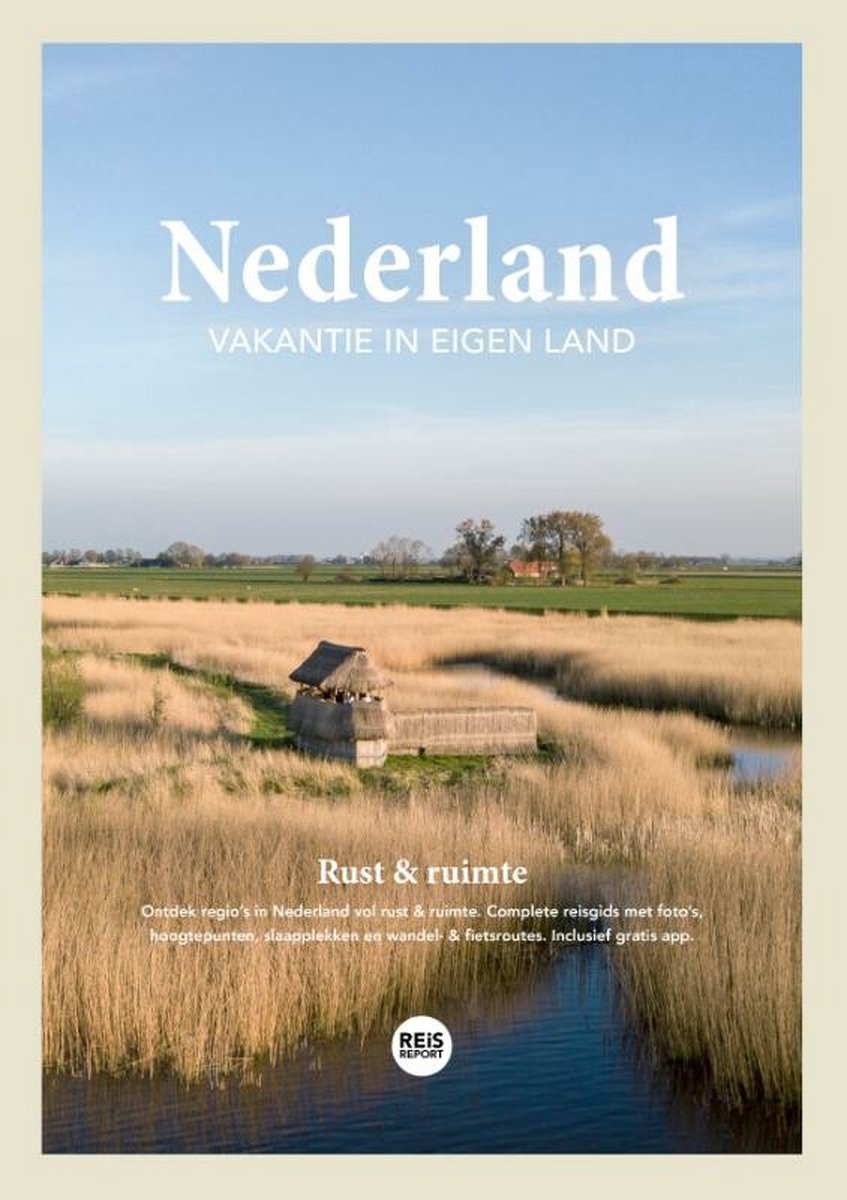 Nederland
VAKANTIE IN EIGEN LAND
Rust & ruimte
Ontdek regio's in Nederland vol rust & ruimte. Complete reisgids met foto's,
hoogtepunten, slaapplekken en wandel- & fietsroutes. Inclusief gratis app.
REiS
REPORT